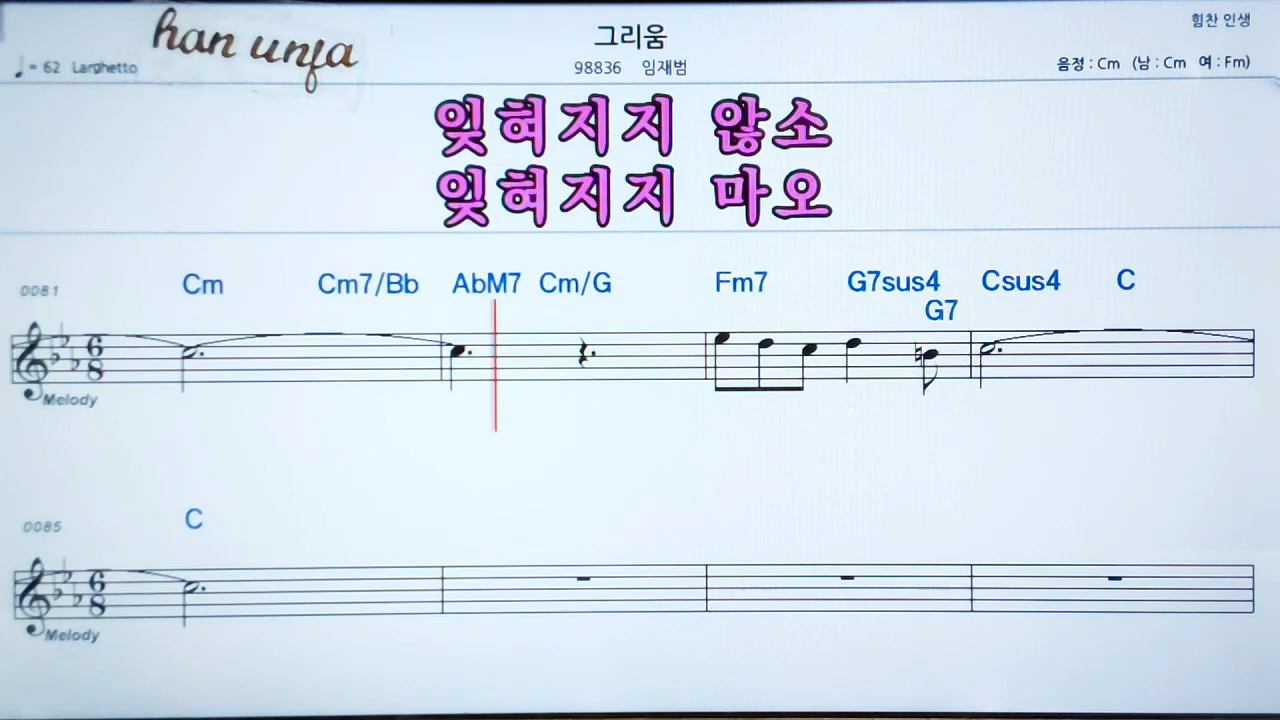 han unfa
그리움
힘찬 인생
♩= 62 Larghetto
98836 임재범
음정 : Cm (남 : Cm 여 : Fm)
잊혀지지 않소
잊혀지지 마오
0081 Cm Cm7/Bb AbM7 Cm/G Fm7 G7sus4 Csus4 C
G7
6
8
Melody
0085 C
6
8
Melody